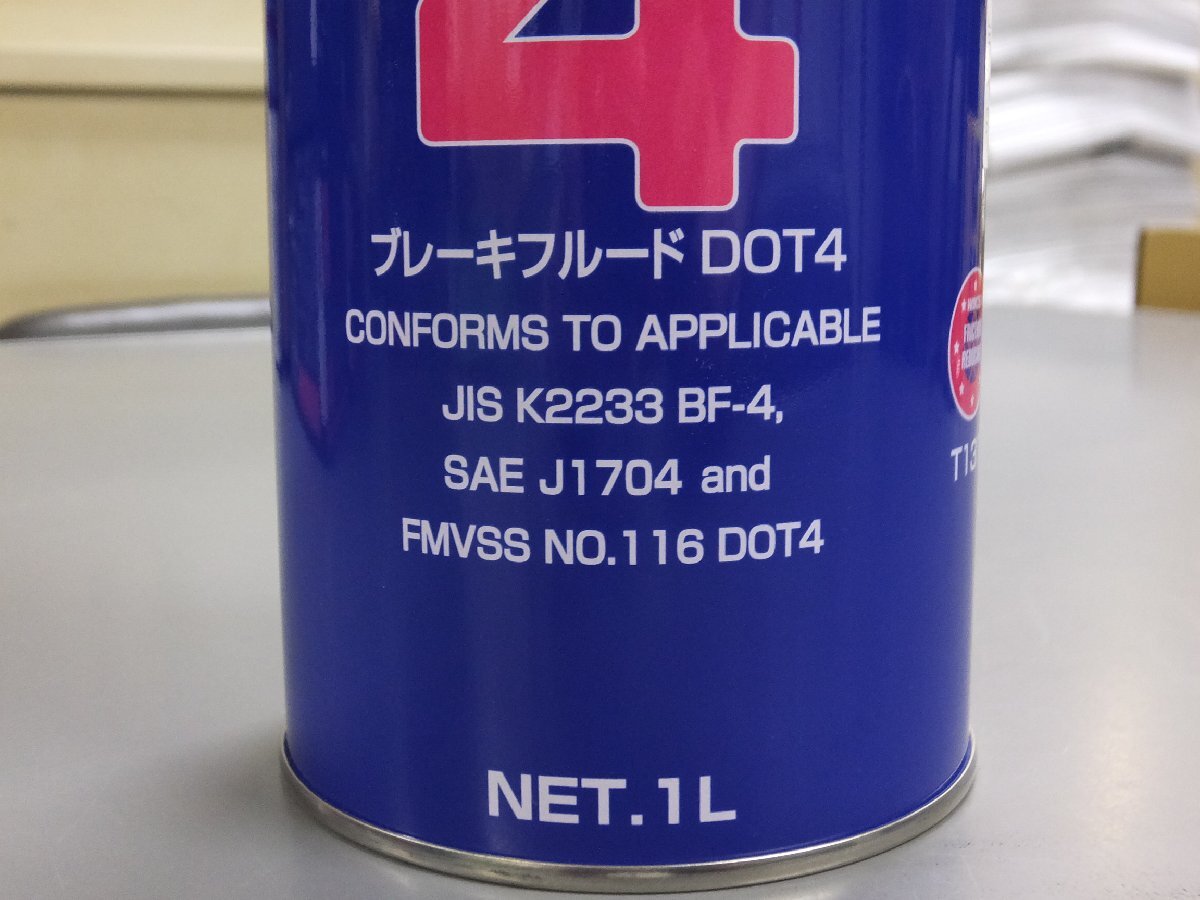 4
ブレーキフルード DOT4
CONFORMS TO APPLICABLE
JIS K2233 BF-4,
SAE J1704 and
FMVSS NO.116 DOT4
NET.1L